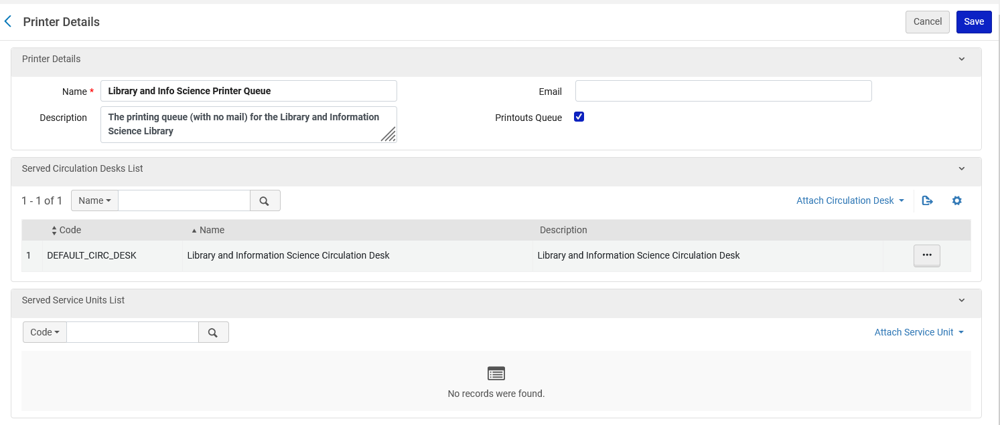 Printer Details
Cancel
Save
Printer Details
Name * Library and Info Science Printer Queue
Email
Description The printing queue (with no mail) for the Library and Information
Science Library
Printouts Queue
Served Circulation Desks List
1 - 1 of 1 Name
Attach Circulation Desk
Code Name Description
1 DEFAULT_CIRC_DESK Library and Information Science Circulation Desk Library and Information Science Circulation Desk
Served Service Units List
Code
Attach Service Unit
No records were found.